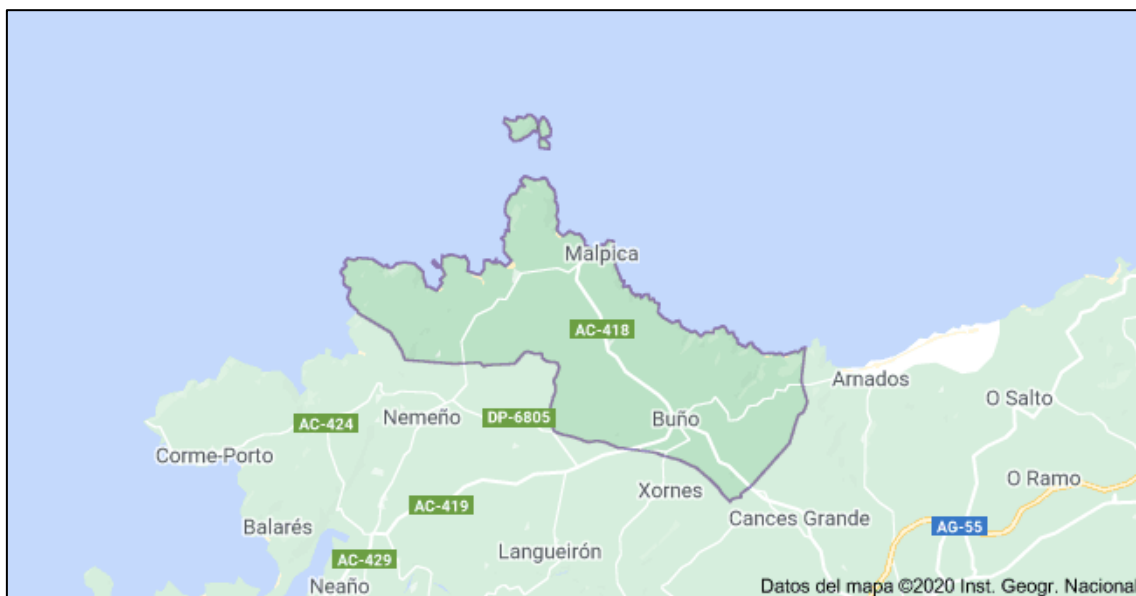 Malpica
AC-418
Arnados
O Salto
Buño
Nemeño
DP-6805
AC-424
Corme-Porto
O Ramo
Xornes
AC-419
Cances Grande
AG-55
Balarés
Langueirón
AC-429
Neaño
Datos del mapa ©2020 Inst. Geogr. Nacional